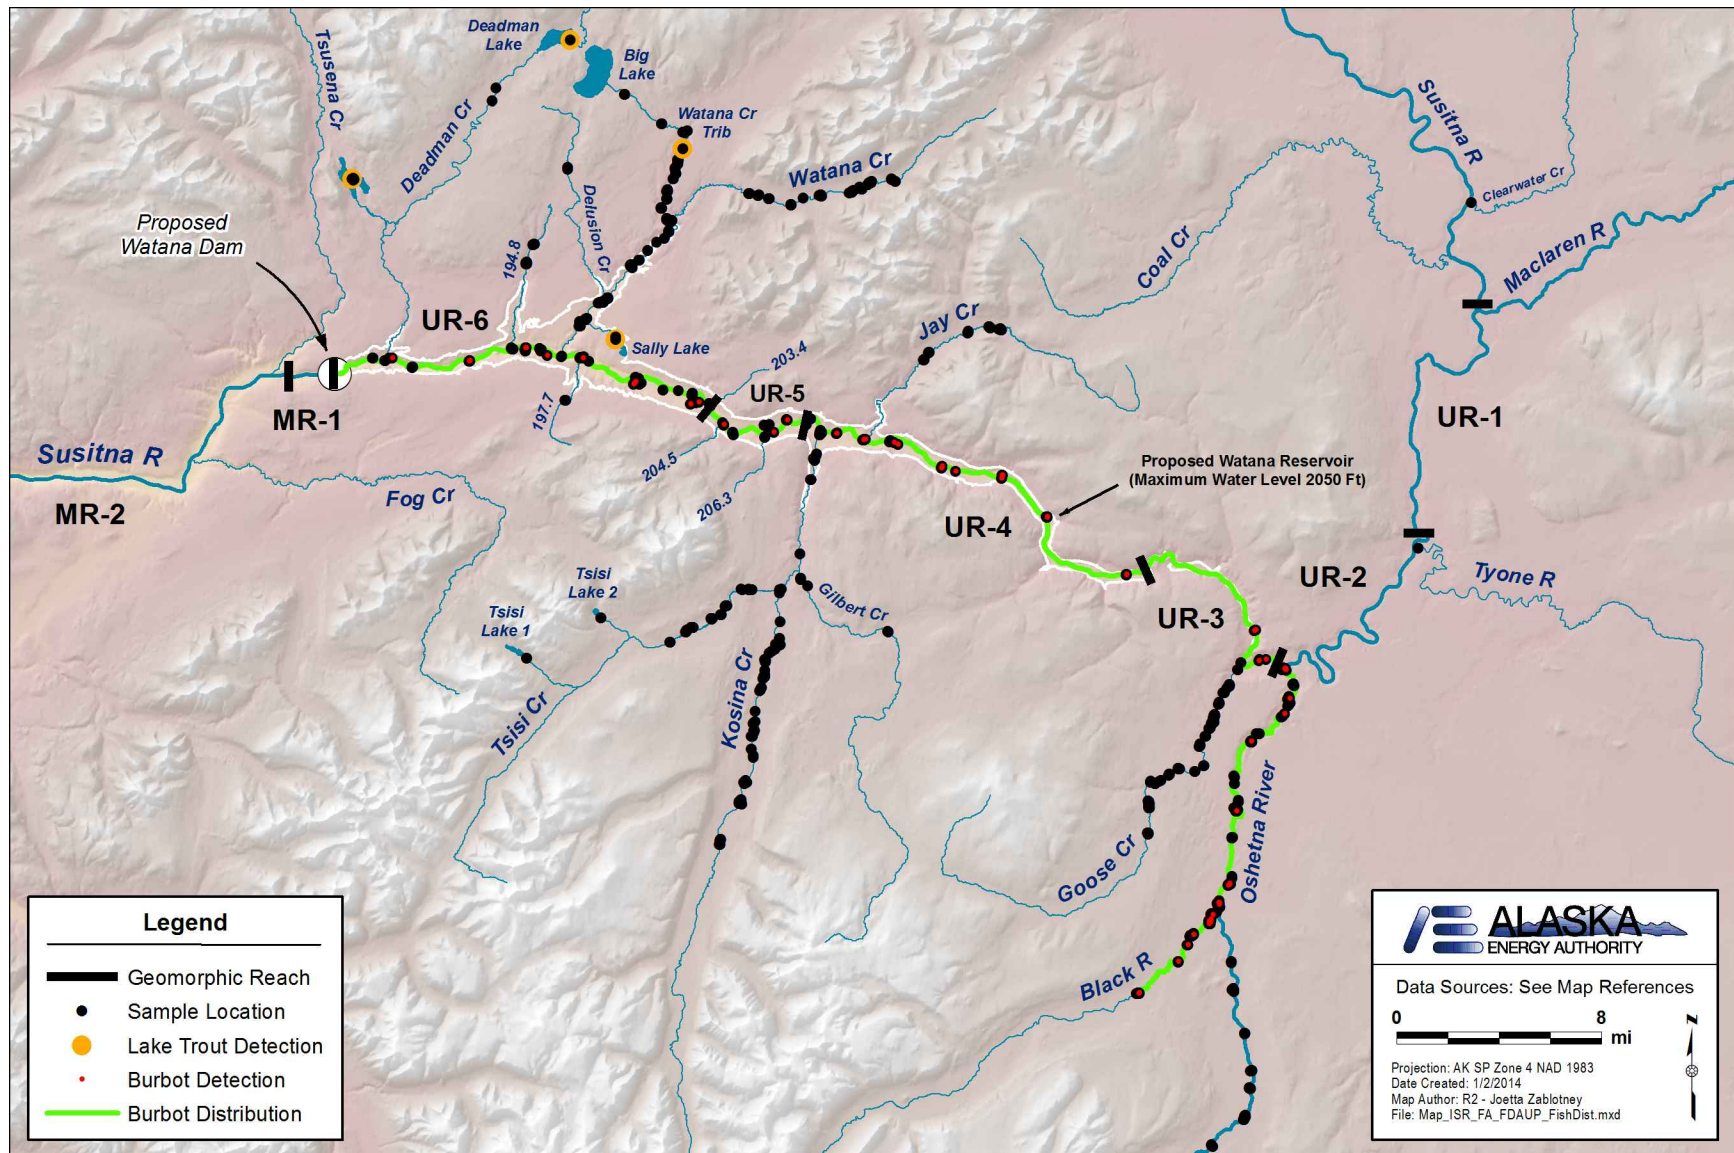 Deadman
Lake
Big
Lake
Tsusena Cr
Deadman Cr
Watana Cr
Trib
Watana Cr
Susitna R
Clearwater Cr
Maclaren R
Coal Cr
Proposed
Watana Dam
194.8
Delusion Cr
UR-6
Jay Cr
Sally Lake
203.4
UR-5
UR-1
MR-1
197.7
Susitna R
204.5
Proposed Watana Reservoir
(Maximum Water Level 2050 Ft)
Fog Cr
206.3
MR-2
UR-4
Tsisi
Lake 2
Gilbert Cr
UR-2
Tyone R
Tsisi
Lake 1
UR-3
Kosina Cr
Tsisi Cr
Oshetna River
Goose Cr
Black R
Legend
Geomorphic Reach
Sample Location
Lake Trout Detection
Burbot Detection
Burbot Distribution
ALASKA
ENERGY AUTHORITY
Data Sources: See Map References
0 8
mi
N
Projection: AK SP Zone 4 NAD 1983
Date Created: 1/2/2014
Map Author: R2 - Joetta Zablotney
File: Map_ISR_FA_FDAUP_FishDist.mxd